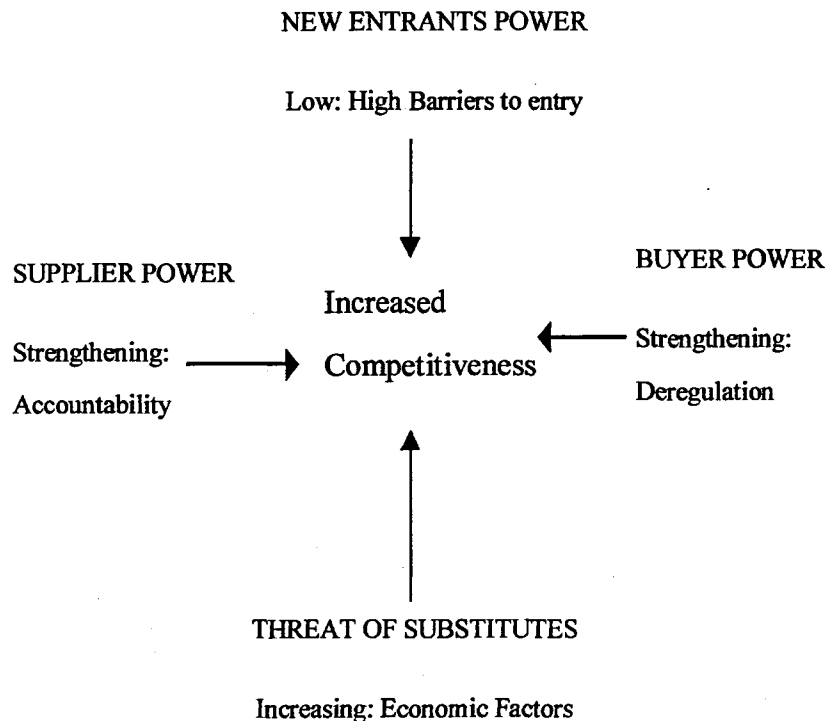 NEW ENTRANTS POWER
Low: High Barriers to entry
SUPPLIER POWER
Strengthening:
Accountability
Increased
Competitiveness
BUYER POWER
Strengthening:
Deregulation
THREAT OF SUBSTITUTES
Increasing: Economic Factors